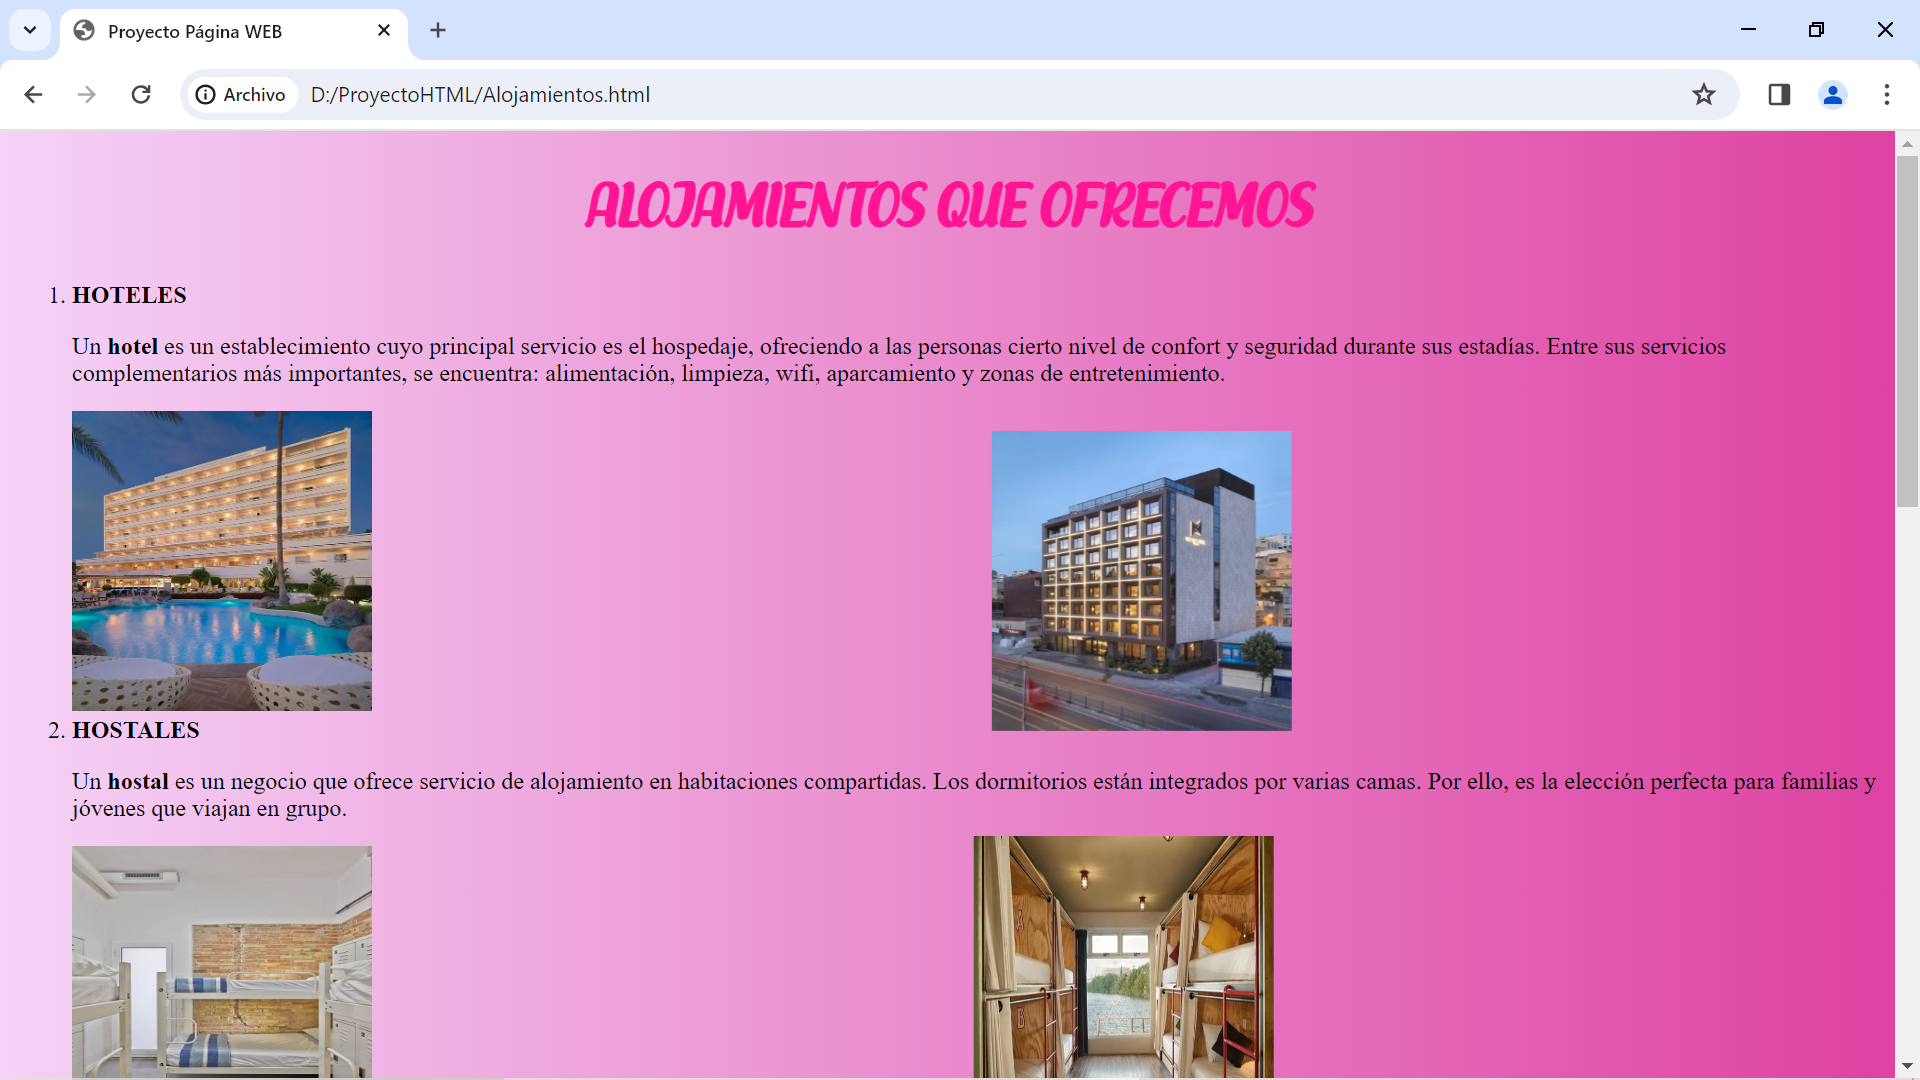 Proyecto Página WEB
Archivo
D:/ProyectoHTML/Alojamientos.html
ALOJAMIENTOS QUE OFRECEMOS
1. HOTELES
Un hotel es un establecimiento cuyo principal servicio es el hospedaje, ofreciendo a las personas cierto nivel de confort y seguridad durante sus estadías. Entre sus servicios
complementarios más importantes, se encuentra: alimentación, limpieza, wifi, aparcamiento y zonas de entretenimiento.
2. HOSTALES
Un hostal es un negocio que ofrece servicio de alojamiento en habitaciones compartidas. Los dormitorios están integrados por varias camas. Por ello, es la elección perfecta para familias y
jóvenes que viajan en grupo.
A
B